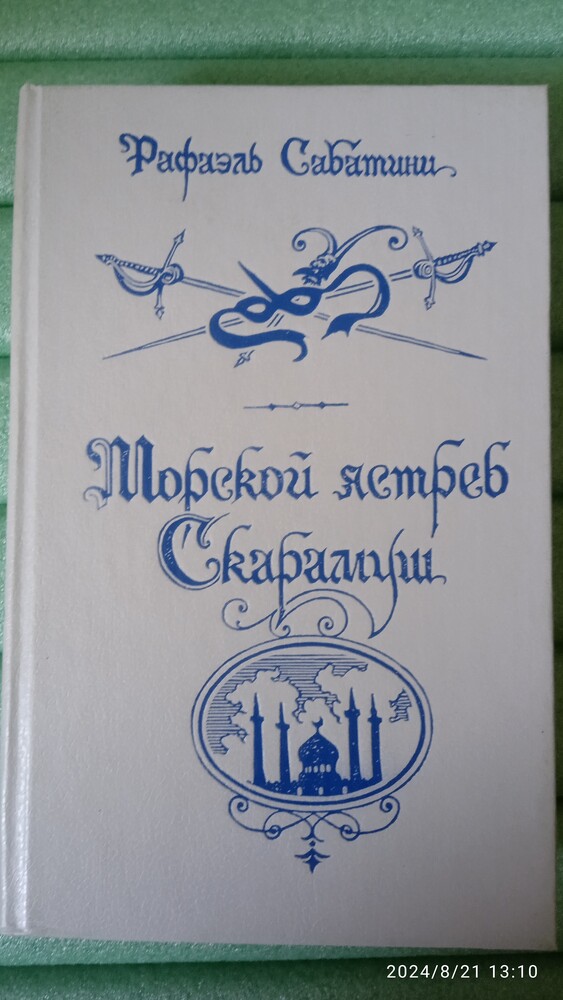 Рафаэль Сабатини
Морской ястреб
Скарамуш
2024/8/21 13:10